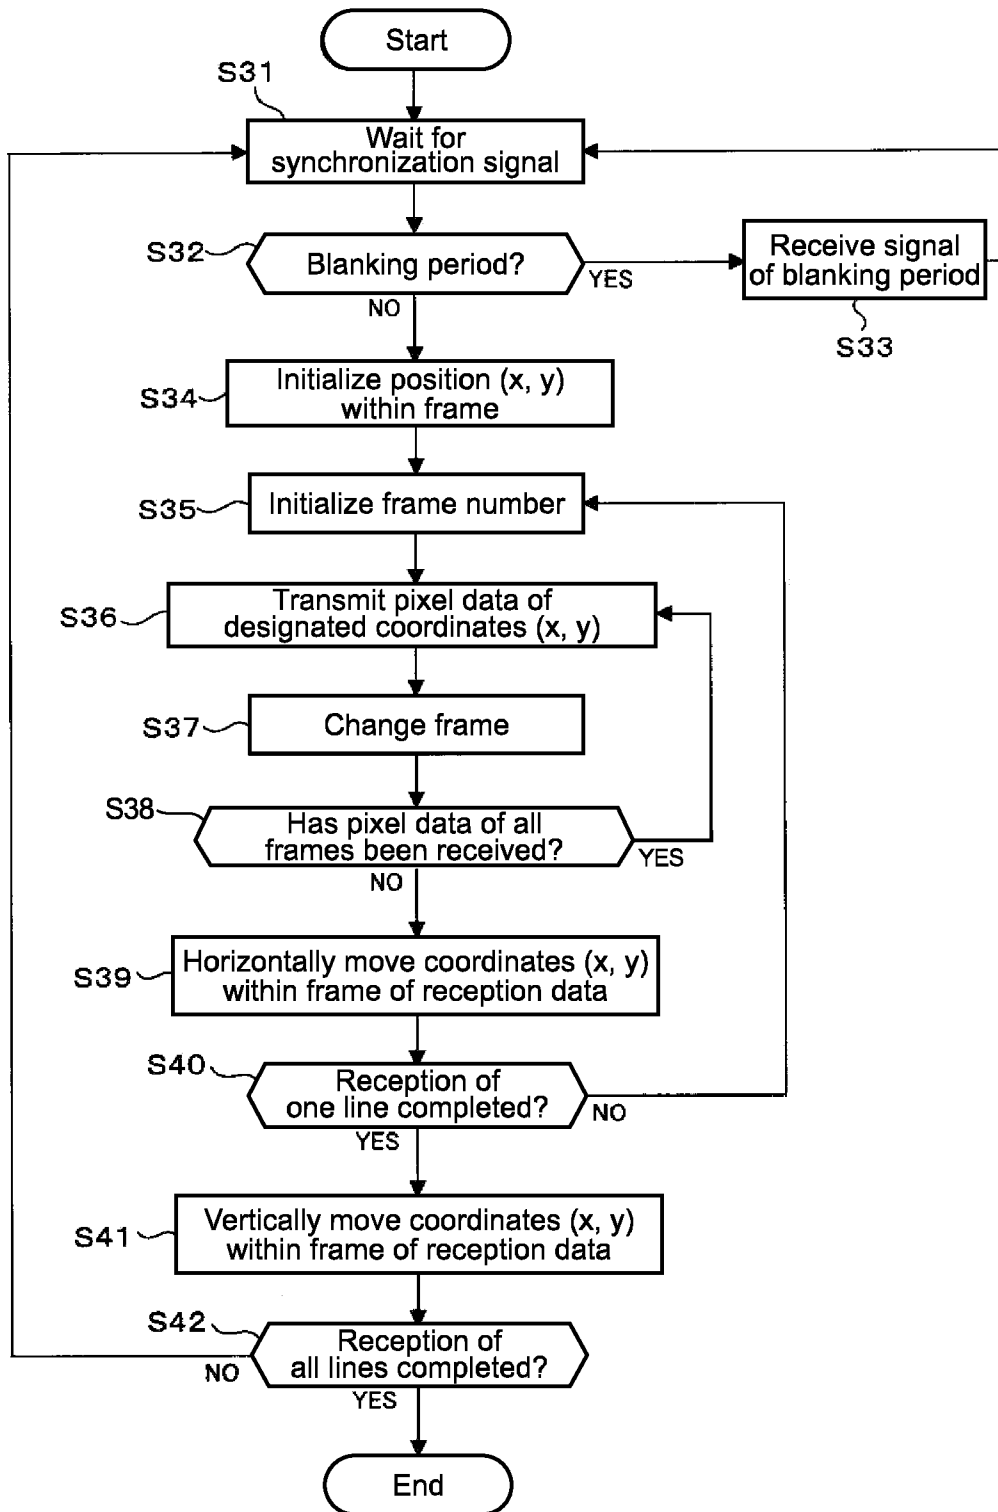 Start
S31
Wait for
synchronization signal
S32
Blanking period?
YES
NO
Receive signal
of blanking period
S33
S34
Initialize position (x, y)
within frame
S35
Initialize frame number
S36
Transmit pixel data of
designated coordinates (x, y)
S37
Change frame
S38
Has pixel data of all
frames been received?
YES
NO
S39
Horizontally move coordinates (x, y)
within frame of reception data
S40
Reception of
one line completed?
NO
YES
S41
Vertically move coordinates (x, y)
within frame of reception data
S42
Reception of
all lines completed?
NO
YES
End